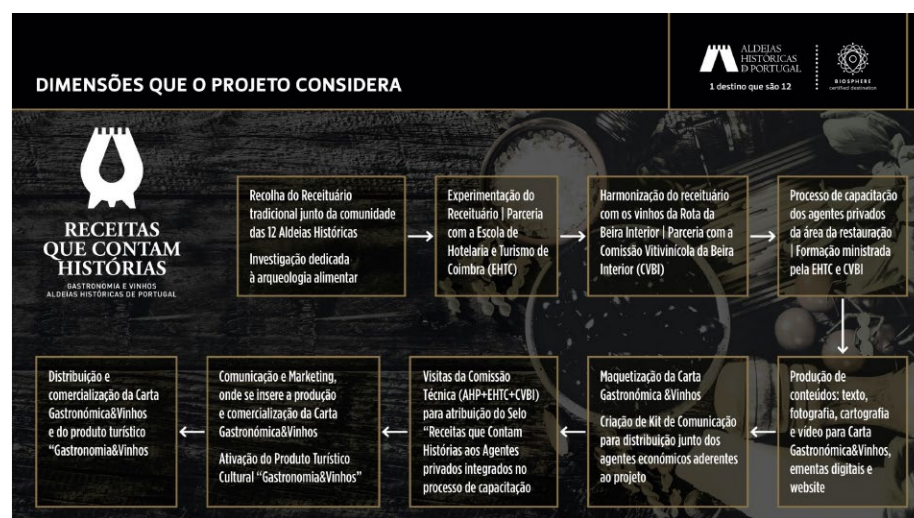 DIMENSÕES QUE O PROJETO CONSIDERA
ALDEIAS
HISTÓRICAS
D PORTUGAL
1 destino que são 12
BIOSPHERE
certified destination
RECEITAS
QUE CONTAM
HISTÓRIAS
GASTRONOMIA E VINHOS
ALDEIAS HISTÓRICAS DE PORTUGAL
Recolha do Receituário
tradicional junto da comunidade
das 12 Aldeias Históricas
Investigação dedicada
à arqueologia alimentar
Experimentação do
Receituário | Parceria
com a Escola de
Hotelaria e Turismo de
Coimbra (EHTC)
Harmonização do receituário
com os vinhos da Rota da
Beira Interior | Parceria com a
Comissão Vitivinícola da Beira
Interior (CVBI)
Processo de capacitação
dos agentes privados
da área da restauração
| Formação ministrada
pela EHTC e CVBI
Produção de
conteúdos: texto,
fotografia, cartografia
e vídeo para Carta
Gastronómica&Vinhos,
ementas digitais e
website
Maquetização da Carta
Gastronómica &Vinhos
Criação de Kit de Comunicação
para distribuição junto dos
agentes económicos aderentes
ao projeto
Visitas da Comissão
Técnica (AHP+EHTC+CVBI)
para atribuição do Selo
“Receitas que Contam
Histórias aos Agentes
privados integrados no
processo de capacitação
Comunicação e Marketing,
onde se insere a produção
e comercialização da Carta
Gastronómica&Vinhos
Ativação do Produto Turístico
Cultural “Gastronomia&Vinhos”
Distribuição e
comercialização da Carta
Gastronómica&Vinhos
e do produto turístico
“Gastronomia&Vinhos